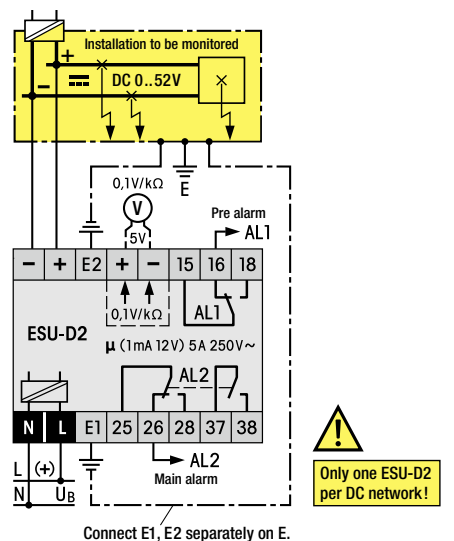 Installation to be monitored
+
DC 0..52V
−
E
0,1V/kΩ
V
5V
Pre alarm
AL1
− + E2 + − 15 16 18
0,1V/kΩ
AL1
ESU-D2
µ (1mA 12V) 5A 250V~
AL2
N L E1 25 26 28 37 38
L (+)
N UB
AL2
Main alarm
Only one ESU-D2
per DC network!
Connect E1, E2 separately on E.